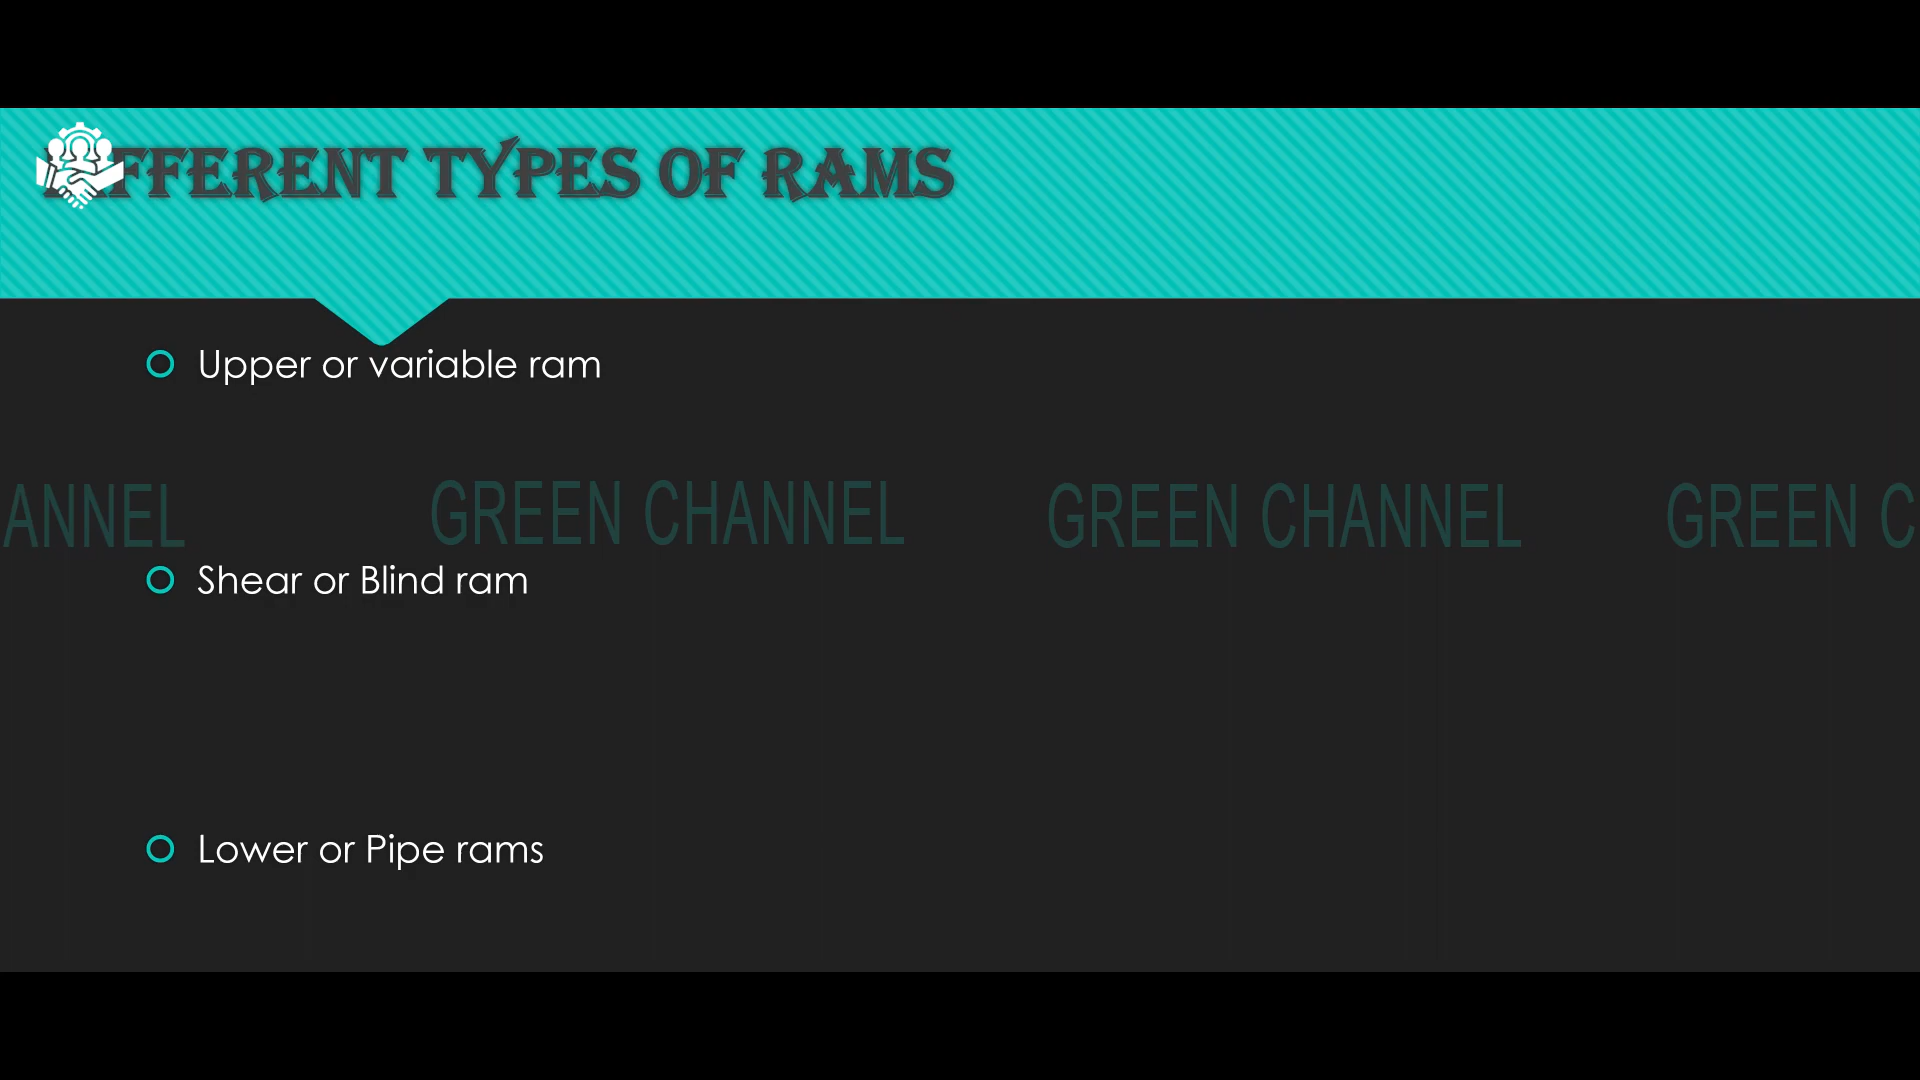 FFERENT TYPES OF RAMS
Upper or variable ram
ANNEL GREEN CHANNEL GREEN CHANNEL GREEN C
Shear or Blind ram
Lower or Pipe rams